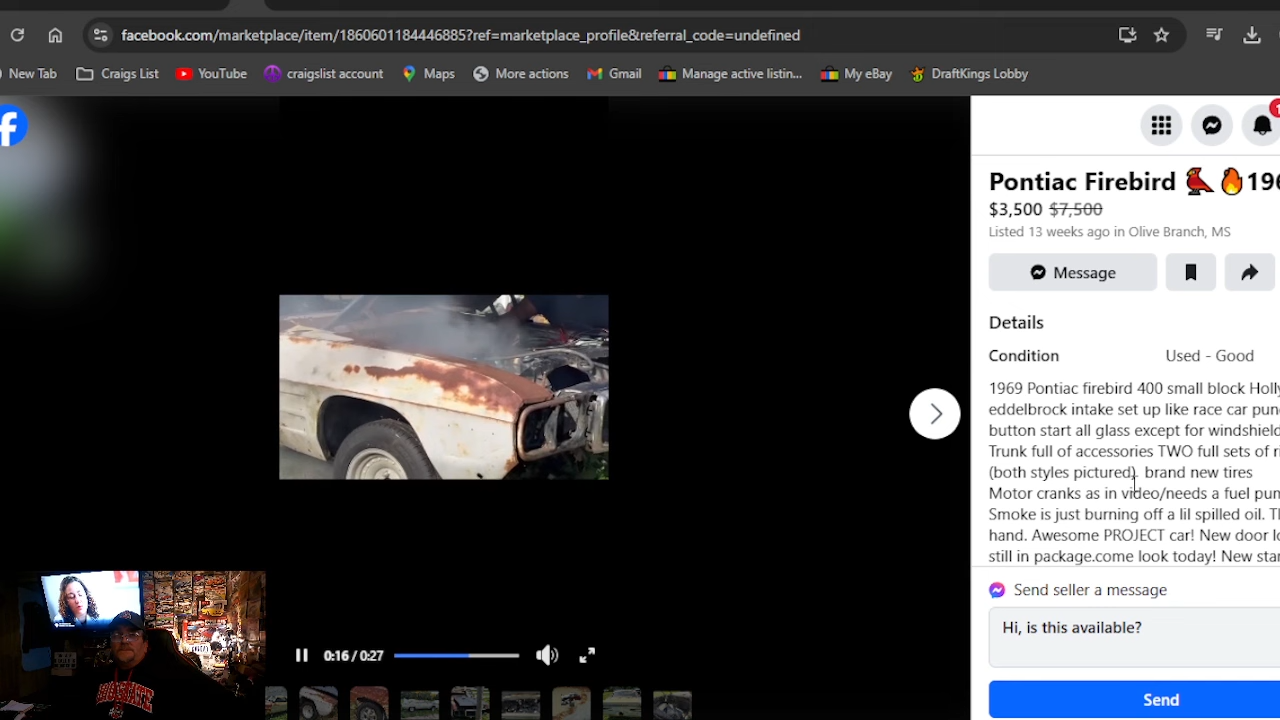 facebook.com/marketplace/item/1860601184446885?ref=marketplace_profile&referral_code=undefined
New Tab Craigs List YouTube craigslist account Maps More actions Gmail Manage active listin... My eBay DraftKings Lobby
f
Pontiac Firebird 🐦🔥196
$3,500 $7,500
Listed 13 weeks ago in Olive Branch, MS
Message
Details
Condition Used - Good
1969 Pontiac firebird 400 small block Holly
eddelbrock intake set up like race car
button start all glass except for windshield
Trunk full of accessories TWO full sets of
(both styles pictured). brand new tires
Motor cranks as in video/needs a fuel
Smoke is just burning off a lil spilled oil.
hand. Awesome PROJECT car! New door
still in package.come look today! New
Send seller a message
Hi, is this available?
0:16 / 0:27
Send